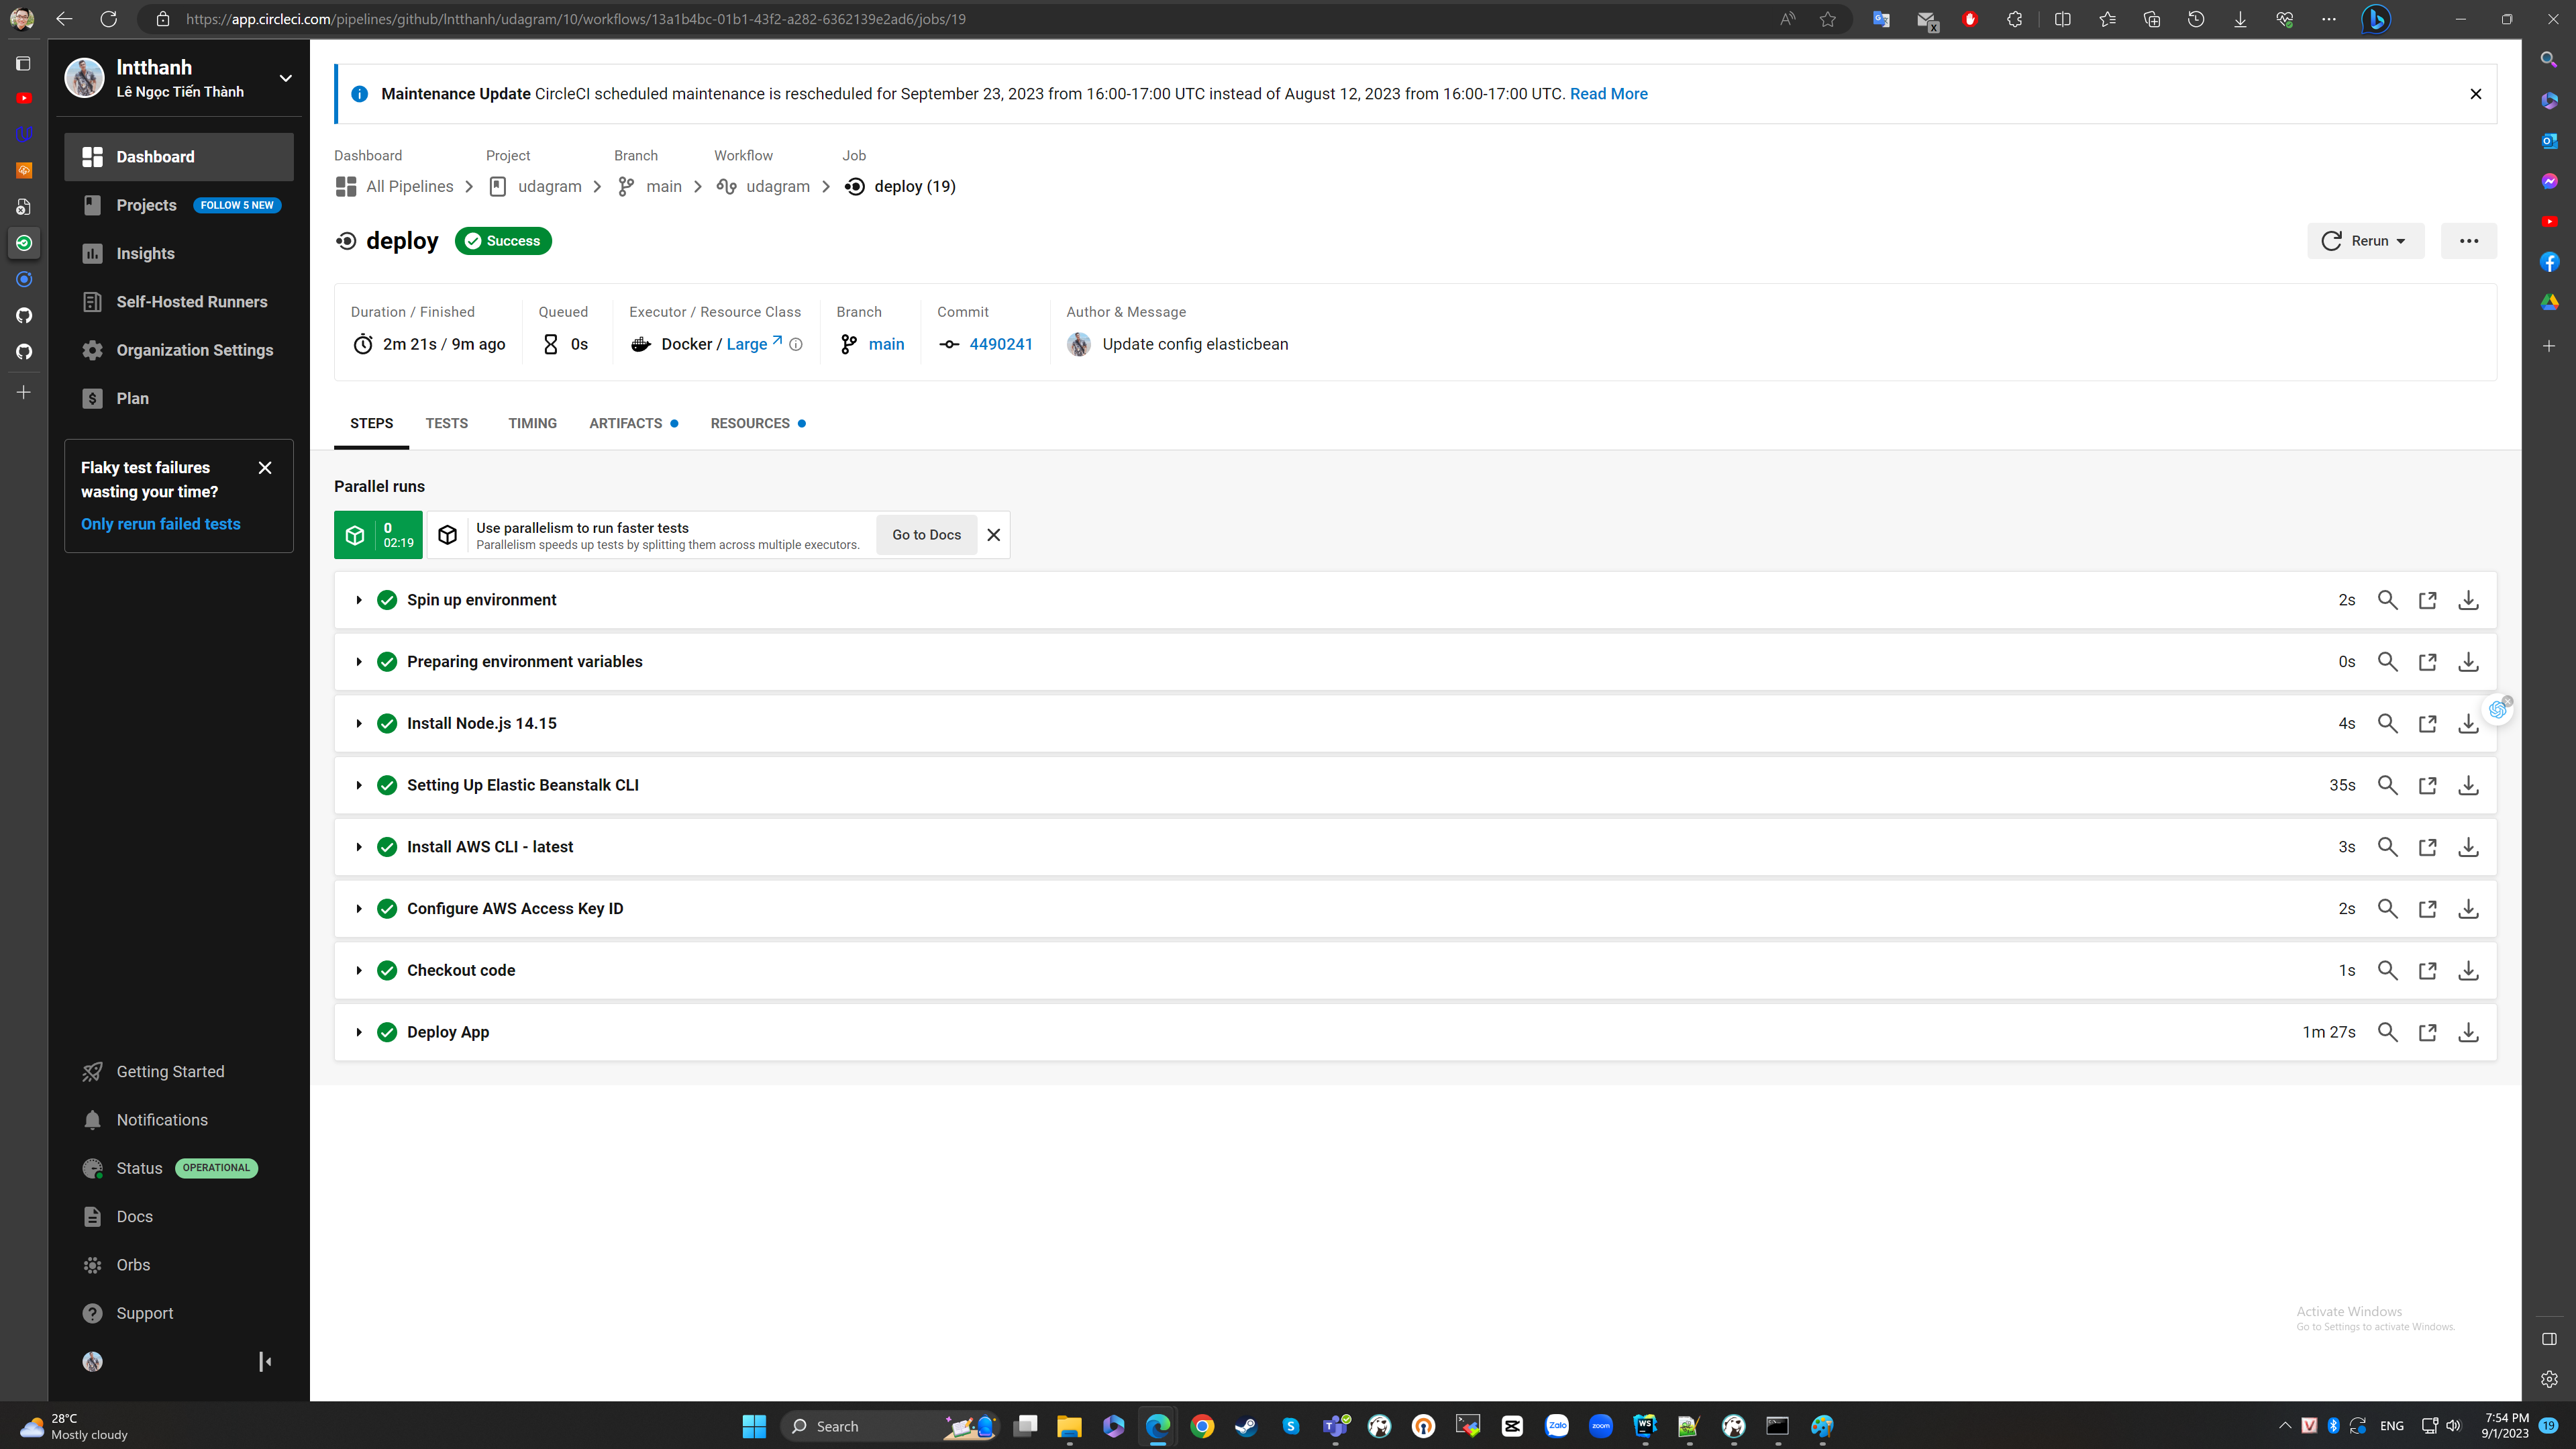 https://app.circleci.com/pipelines/github/lntthanh/udagram/10/workflows/13a1b4bc-01b1-43f2-a282-6362139e2ad6/jobs/19
lntthanh
Lê Ngọc Tiến Thành
Dashboard
Projects FOLLOW 5 NEW
Insights
Self-Hosted Runners
Organization Settings
Plan
Flaky test failures
wasting your time?
Only rerun failed tests
Getting Started
Notifications
Status OPERATIONAL
Docs
Orbs
Support
Maintenance Update CircleCI scheduled maintenance is rescheduled for September 23, 2023 from 16:00-17:00 UTC instead of August 12, 2023 from 16:00-17:00 UTC. Read More
Dashboard Project Branch Workflow Job
All Pipelines udagram main udagram deploy (19)
deploy Success
Rerun
Duration / Finished Queued Executor / Resource Class Branch Commit Author & Message
2m 21s / 9m ago 0s Docker / Large main 4490241 Update config elasticbean
STEPS TESTS TIMING ARTIFACTS RESOURCES
Parallel runs
0
02:19
Use parallelism to run faster tests
Parallelism speeds up tests by splitting them across multiple executors.
Go to Docs
Spin up environment 2s
Preparing environment variables 0s
Install Node.js 14.15 4s
Setting Up Elastic Beanstalk CLI 35s
Install AWS CLI - latest 3s
Configure AWS Access Key ID 2s
Checkout code 1s
Deploy App 1m 27s
Activate Windows
Go to Settings to activate Windows.
28°C
Mostly cloudy
Search
Zalo
zoom
WS
ENG
7:54 PM
9/1/2023
19